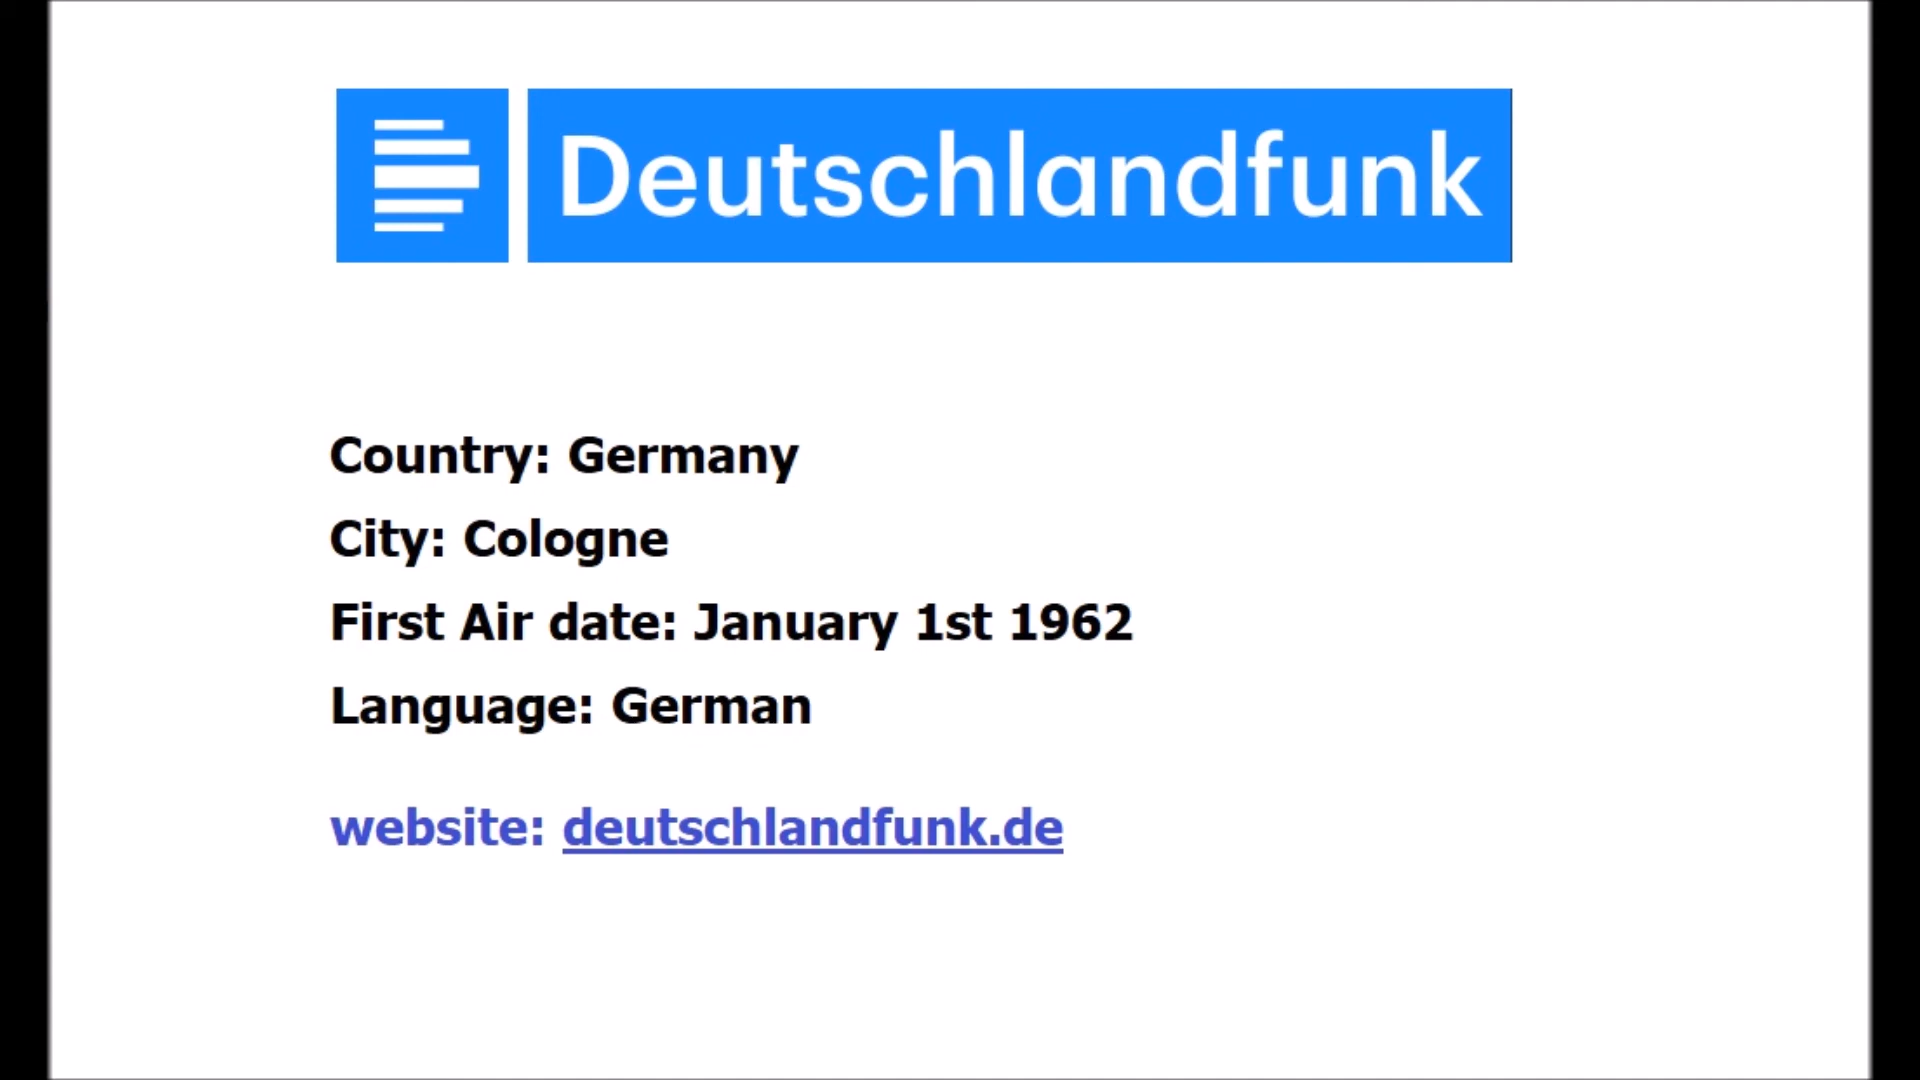 Deutschlandfunk
Country: Germany
City: Cologne
First Air date: January 1st 1962
Language: German
website: deutschlandfunk.de